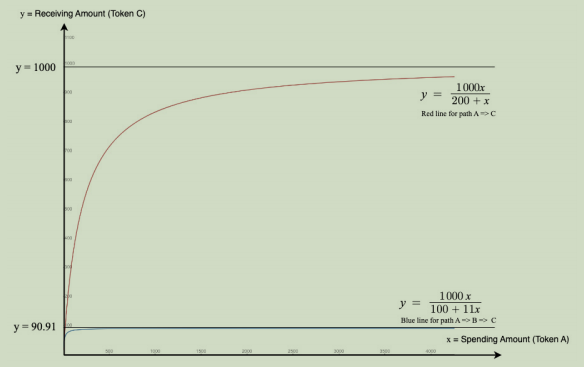 y = Receiving Amount (Token C)
y = 1000
y = 1000x / 200 + x
Red line for path A => C
y = 1000 x / 100 + 11x
Blue line for path A => B => C
y = 90.91
x = Spending Amount (Token A)
500 1000 1500 2000 2500 3000 3500 4000